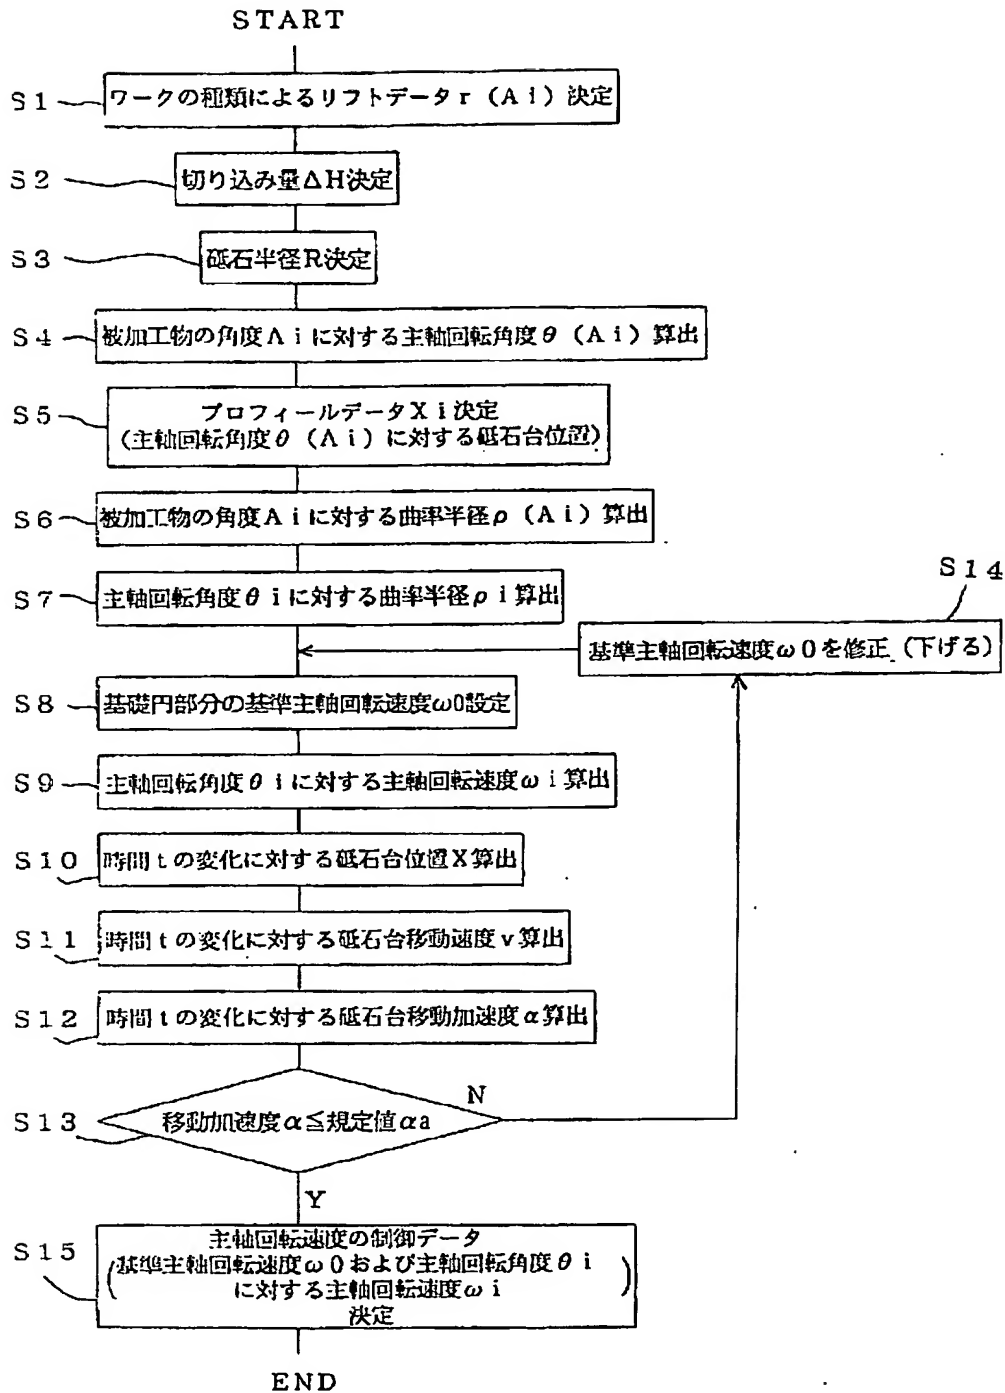 START
S1 ワークの種類によるリフトデータr(Ai)決定
S2 切り込み量ΔH決定
S3 砥石半径R決定
S4 被加工物の角度Aiに対する主軸回転角度θ(Ai)算出
S5 プロフィールデータXi決定
(主軸回転角度θ(Ai)に対する砥石台位置)
S6 被加工物の角度Aiに対する曲率半径ρ(Ai)算出
S7 主軸回転角度θiに対する曲率半径ρi算出
S14
基準主軸回転速度ω0を修正(下げる)
S8 基礎円部分の基準主軸回転速度ω0設定
S9 主軸回転角度θiに対する主軸回転速度ωi算出
S10 時間tの変化に対する砥石台位置X算出
S11 時間tの変化に対する砥石台移動速度v算出
S12 時間tの変化に対する砥石台移動加速度α算出
N
S13 移動加速度α≦規定値αa
Y
主軸回転速度の制御データ
S15 (基準主軸回転速度ω0および主軸回転角度θi
に対する主軸回転速度ωi)
決定
END